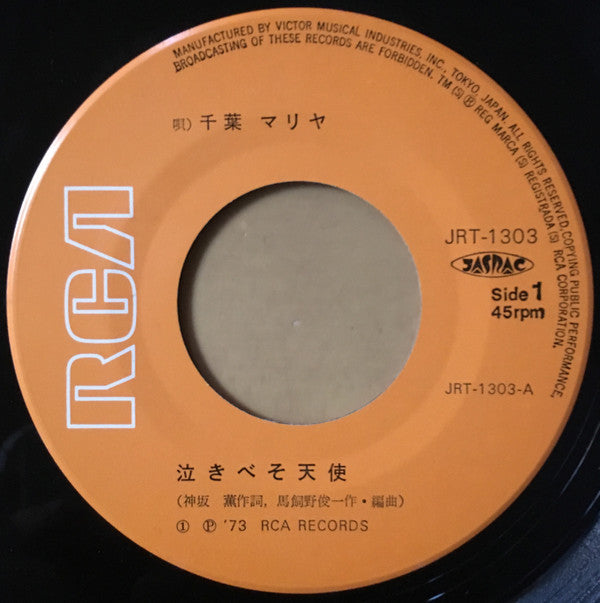 MANUFACTURED BY VICTOR MUSICAL INDUSTRIES, INC., TOKYO, JAPAN. ALL RIGHTS RESERVED. COPYING PUBLIC PERFORMANCE,
BROADCASTING OF THESE RECORDS ARE FORBIDDEN. TM (S) ® REG MARCA (S) REGISTRADA (S) RCA CORPORATION.
唄) 千葉 マリヤ
RCA
JRT-1303
JASRAC
Side 1
45rpm
JRT-1303-A
泣きべそ天使
(神坂 薫作詞, 馬飼野俊一作・編曲)
① ℗ '73 RCA RECORDS